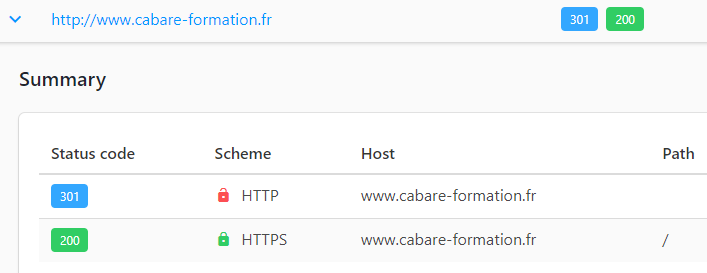 http://www.cabare-formation.fr 301 200
Summary
Status code Scheme Host Path
301 HTTP www.cabare-formation.fr
200 HTTPS www.cabare-formation.fr /